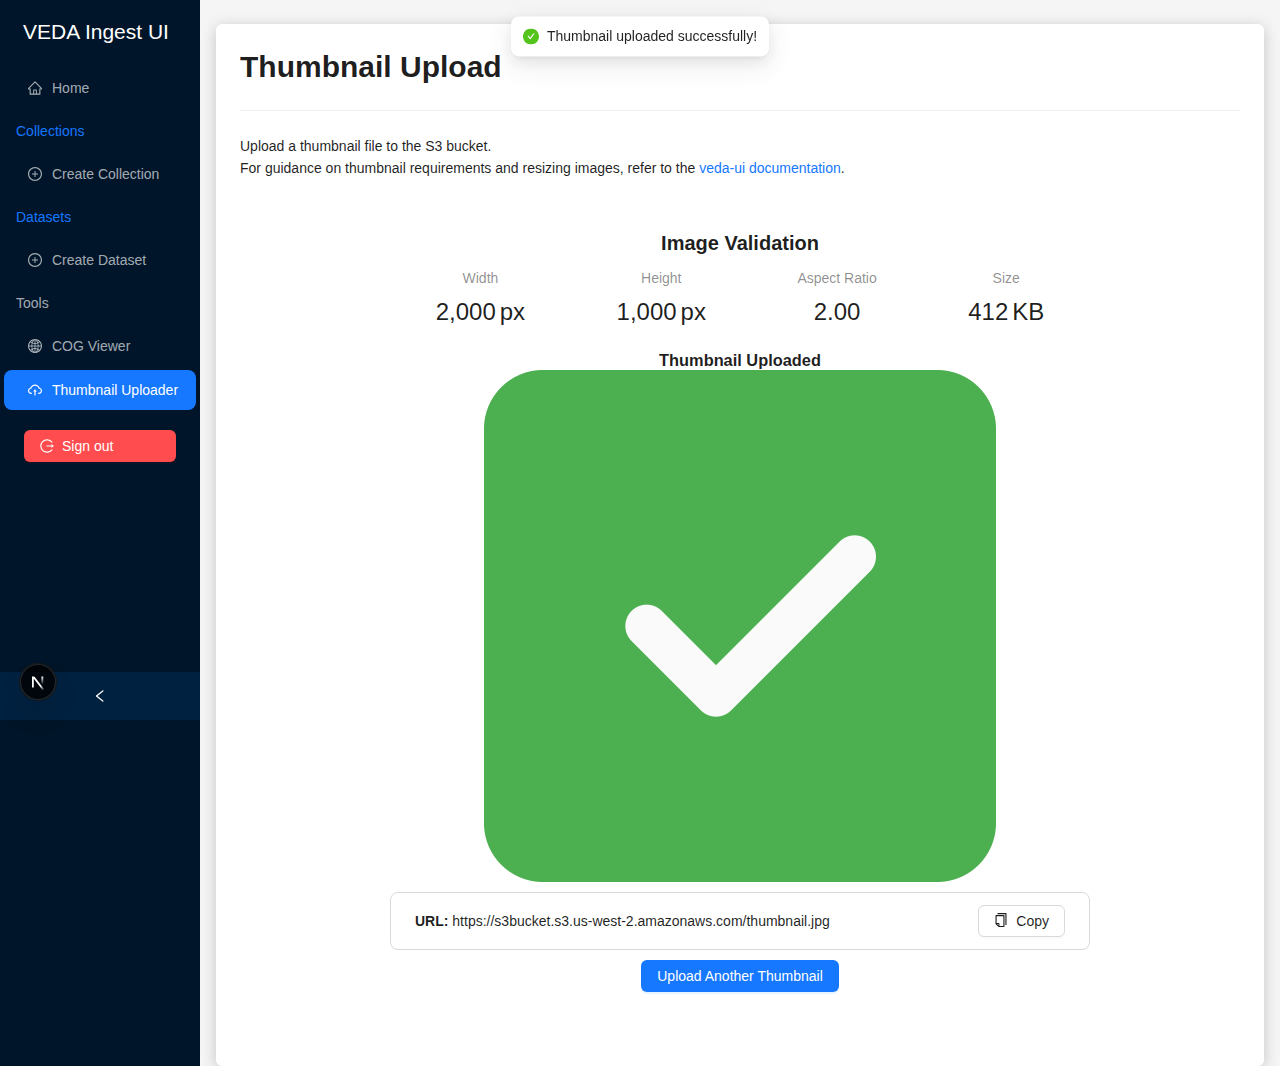 VEDA Ingest UI
Home
Collections
Create Collection
Datasets
Create Dataset
Tools
COG Viewer
Thumbnail Uploader
Sign out
Thumbnail uploaded successfully!
Thumbnail Upload
Upload a thumbnail file to the S3 bucket.
For guidance on thumbnail requirements and resizing images, refer to the veda-ui documentation.
Image Validation
Width Height Aspect Ratio Size
2,000 px 1,000 px 2.00 412 KB
Thumbnail Uploaded
URL: https://s3bucket.s3.us-west-2.amazonaws.com/thumbnail.jpg Copy
Upload Another Thumbnail